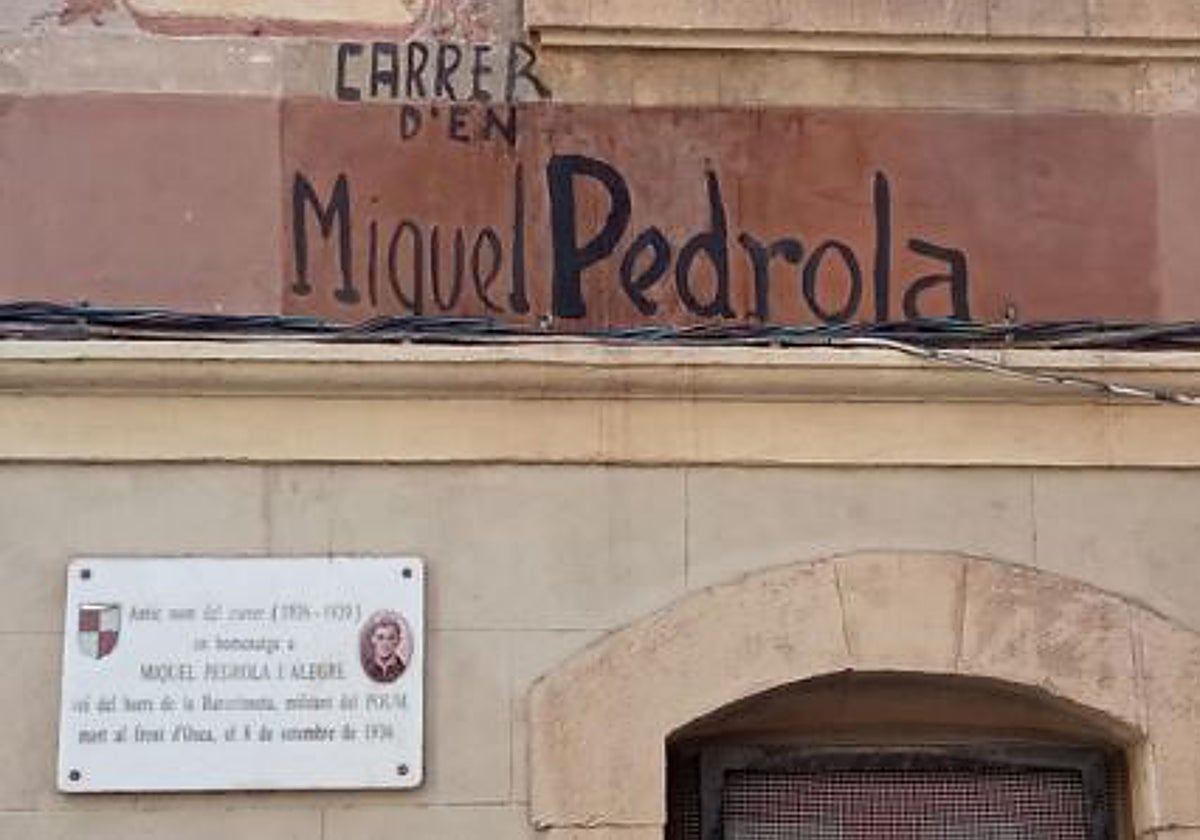 CARRER
D'EN
Miquel Pedrola
Antic nom del carrer (1936-1939)
en homenatge a
MIQUEL PEDROLA I ALEGRE
veí del barri de la Barceloneta, militant del POUM
mort al front d'Osca, el 8 de setembre de 1936